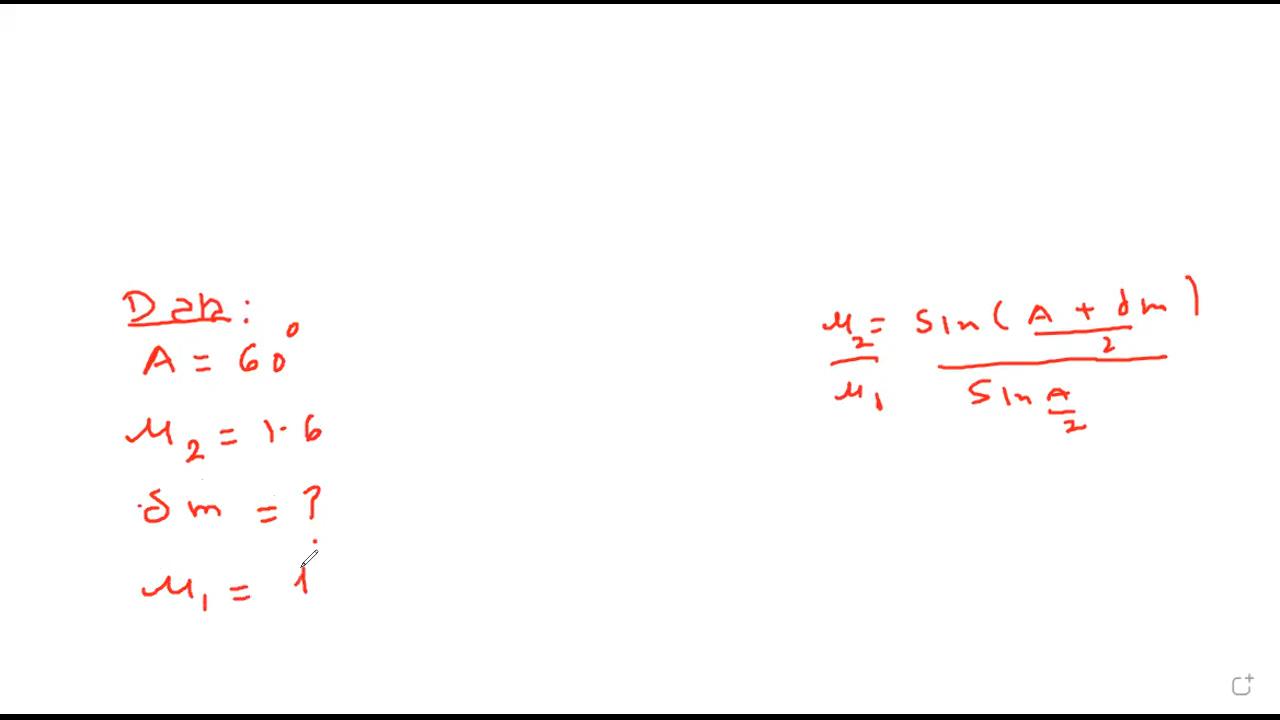 Data:
A = 60°
μ₂ = 1.6
δm = ?
μ₁ = 1
μ₂/μ₁ = sin((A + δm)/2) / sin A/2